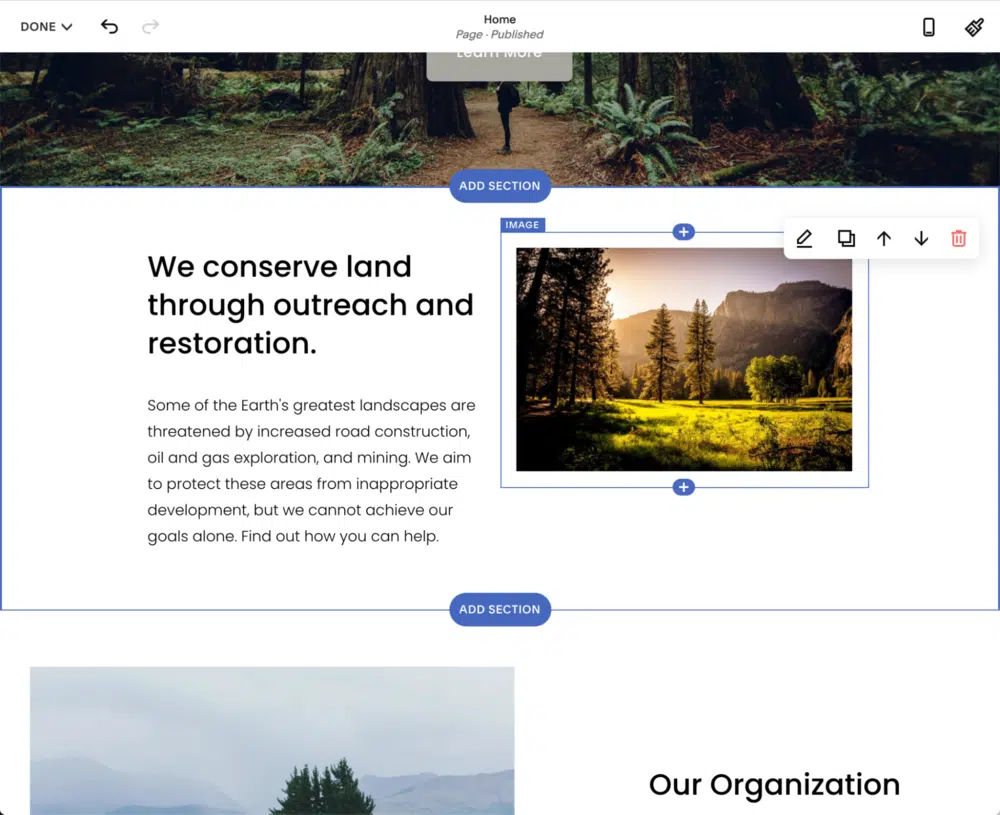 DONE
Home
Page · Published
Learn More
ADD SECTION
IMAGE
We conserve land
through outreach and
restoration.
Some of the Earth's greatest landscapes are
threatened by increased road construction,
oil and gas exploration, and mining. We aim
to protect these areas from inappropriate
development, but we cannot achieve our
goals alone. Find out how you can help.
ADD SECTION
Our Organization